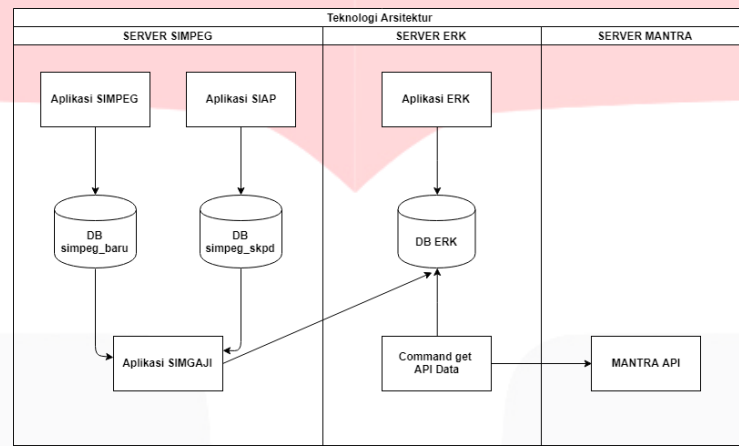 Teknologi Arsitektur
SERVER SIMPEG
SERVER ERK
SERVER MANTRA
Aplikasi SIMPEG
Aplikasi SIAP
Aplikasi ERK
DB
simpeg_baru
DB
simpeg_skpd
DB ERK
Aplikasi SIMGAJI
Command get
API Data
MANTRA API